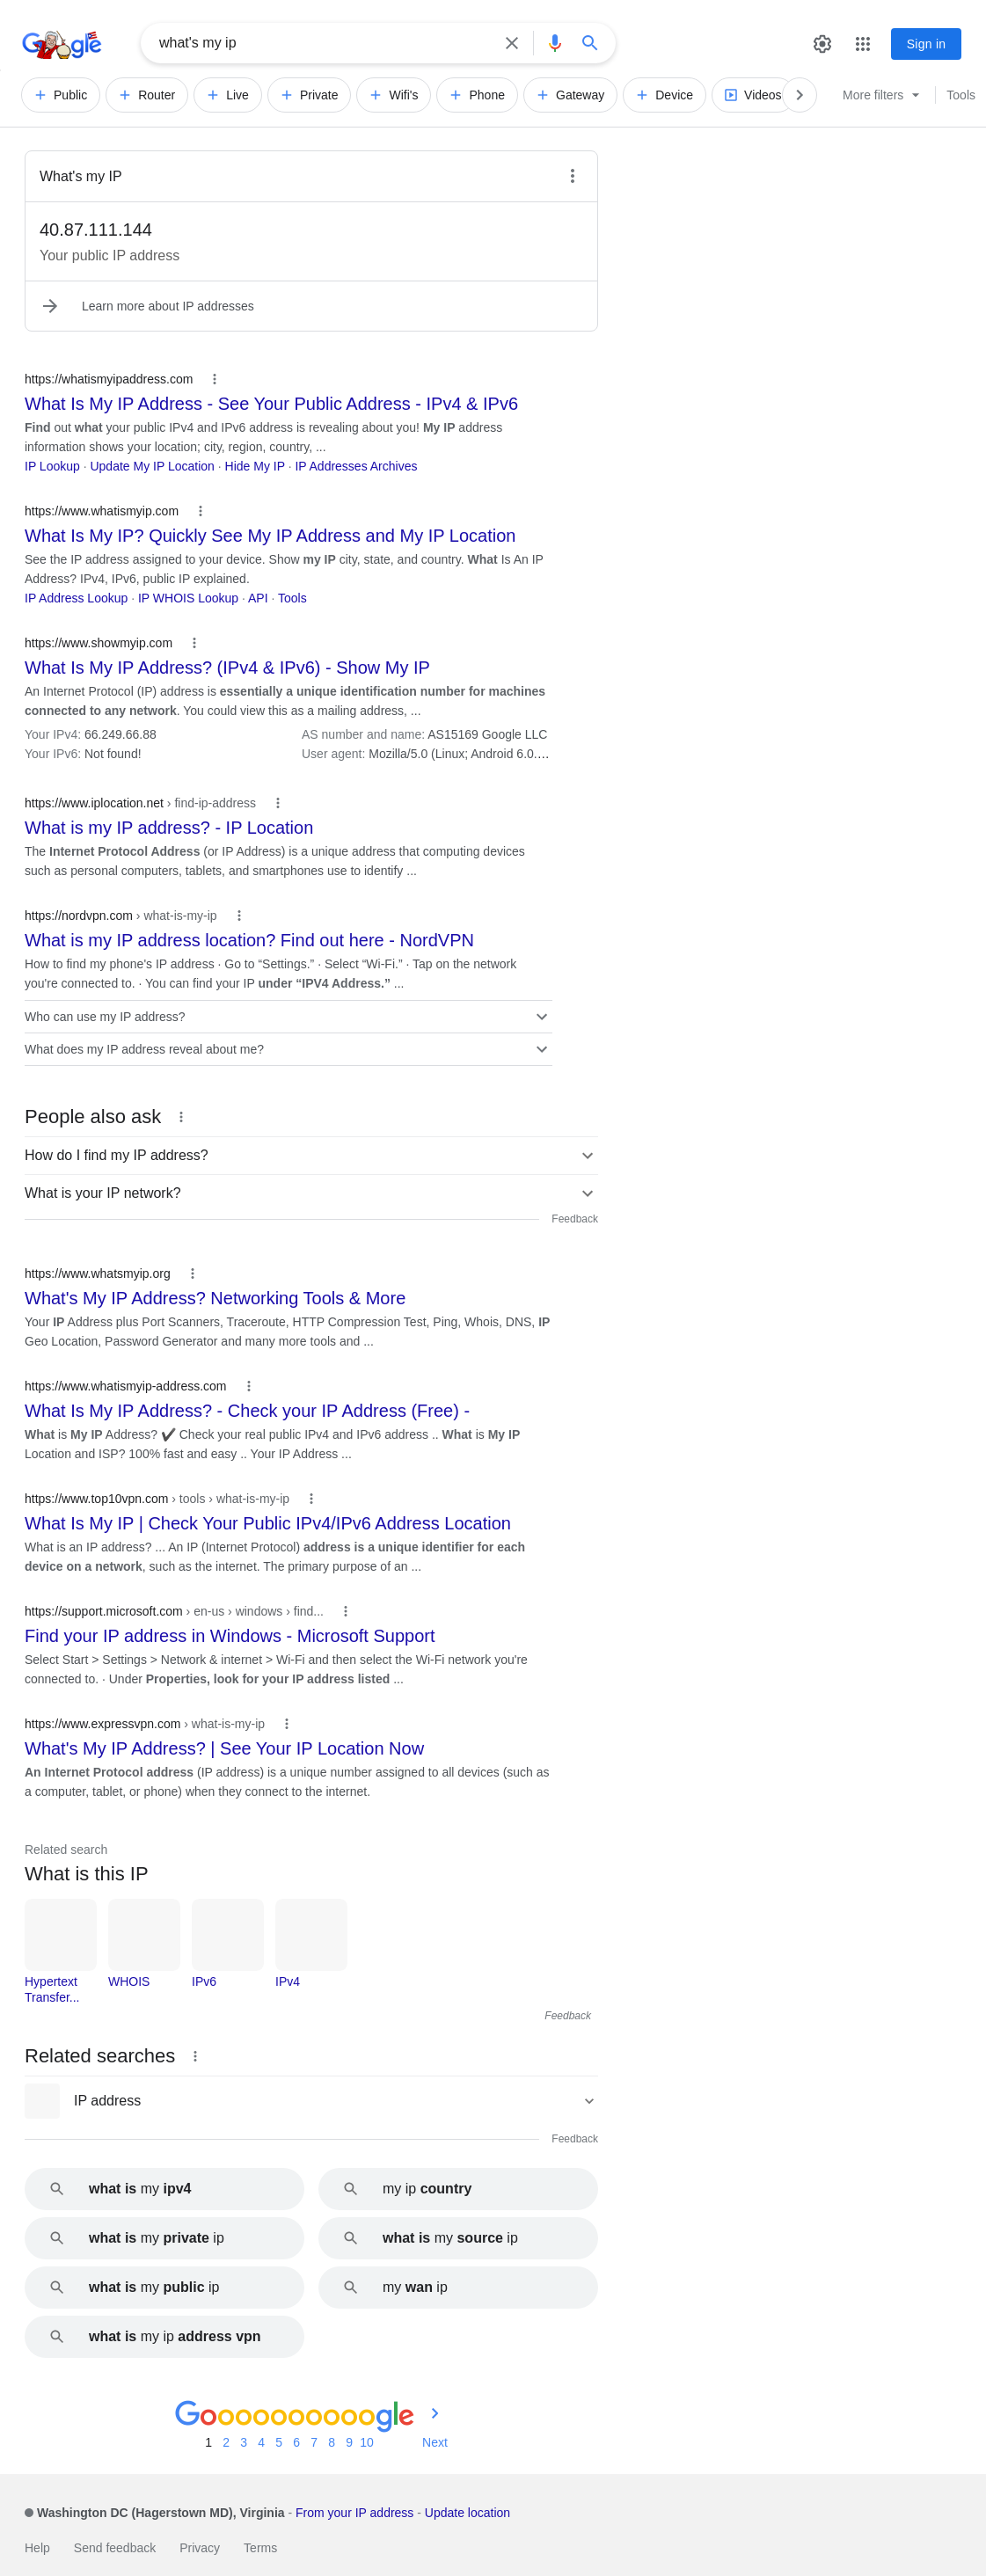 Google
what's my ip
Sign in
Public
Router
Live
Private
Wifi's
Phone
Gateway
Device
Videos
More filters
Tools
What's my IP
40.87.111.144
Your public IP address
Learn more about IP addresses
https://whatismyipaddress.com
What Is My IP Address - See Your Public Address - IPv4 & IPv6
Find out what your public IPv4 and IPv6 address is revealing about you! My IP address
information shows your location; city, region, country, ...
IP Lookup · Update My IP Location · Hide My IP · IP Addresses Archives
https://www.whatismyip.com
What Is My IP? Quickly See My IP Address and My IP Location
See the IP address assigned to your device. Show my IP city, state, and country. What Is An IP
Address? IPv4, IPv6, public IP explained.
IP Address Lookup · IP WHOIS Lookup · API · Tools
https://www.showmyip.com
What Is My IP Address? (IPv4 & IPv6) - Show My IP
An Internet Protocol (IP) address is essentially a unique identification number for machines
connected to any network. You could view this as a mailing address, ...
Your IPv4: 66.249.66.88
AS number and name: AS15169 Google LLC
Your IPv6: Not found!
User agent: Mozilla/5.0 (Linux; Android 6.0....
https://www.iplocation.net › find-ip-address
What is my IP address? - IP Location
The Internet Protocol Address (or IP Address) is a unique address that computing devices
such as personal computers, tablets, and smartphones use to identify ...
https://nordvpn.com › what-is-my-ip
What is my IP address location? Find out here - NordVPN
How to find my phone's IP address · Go to “Settings.” · Select “Wi-Fi.” · Tap on the network
you're connected to. · You can find your IP under “IPV4 Address.” ...
Who can use my IP address?
What does my IP address reveal about me?
People also ask
How do I find my IP address?
What is your IP network?
Feedback
https://www.whatsmyip.org
What's My IP Address? Networking Tools & More
Your IP Address plus Port Scanners, Traceroute, HTTP Compression Test, Ping, Whois, DNS, IP
Geo Location, Password Generator and many more tools and ...
https://www.whatismyip-address.com
What Is My IP Address? - Check your IP Address (Free) -
What is My IP Address? ✔️ Check your real public IPv4 and IPv6 address .. What is My IP
Location and ISP? 100% fast and easy .. Your IP Address ...
https://www.top10vpn.com › tools › what-is-my-ip
What Is My IP | Check Your Public IPv4/IPv6 Address Location
What is an IP address? ... An IP (Internet Protocol) address is a unique identifier for each
device on a network, such as the internet. The primary purpose of an ...
https://support.microsoft.com › en-us › windows › find...
Find your IP address in Windows - Microsoft Support
Select Start > Settings > Network & internet > Wi-Fi and then select the Wi-Fi network you're
connected to. · Under Properties, look for your IP address listed ...
https://www.expressvpn.com › what-is-my-ip
What's My IP Address? | See Your IP Location Now
An Internet Protocol address (IP address) is a unique number assigned to all devices (such as
a computer, tablet, or phone) when they connect to the internet.
Related search
What is this IP
Hypertext
Transfer...
WHOIS
IPv6
IPv4
Feedback
Related searches
IP address
Feedback
what is my ipv4
my ip country
what is my private ip
what is my source ip
what is my public ip
my wan ip
what is my ip address vpn
Goooooooooogle
1 2 3 4 5 6 7 8 9 10 Next
Washington DC (Hagerstown MD), Virginia - From your IP address - Update location
Help
Send feedback
Privacy
Terms